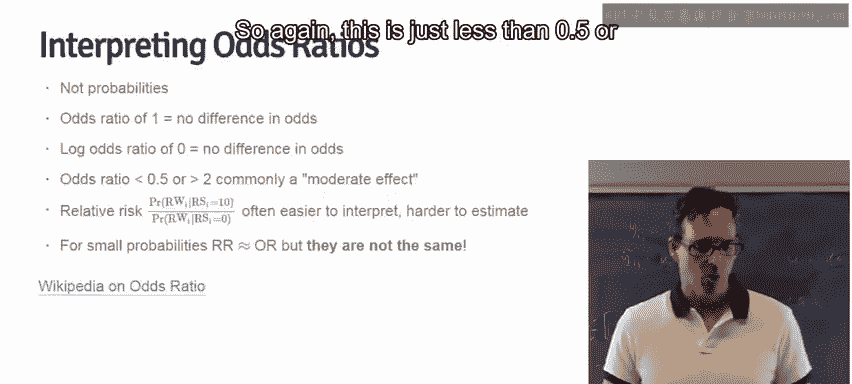 So again, this is just less than 0.5 or
Interpreting Odds Ratios
· Not probabilities
· Odds ratio of 1 = no difference in odds
· Log odds ratio of 0 = no difference in odds
· Odds ratio < 0.5 or > 2 commonly a "moderate effect"
· Relative risk Pr(RWᵢ|RSᵢ=10) / Pr(RWᵢ|RSᵢ=0) often easier to interpret, harder to estimate
· For small probabilities RR ≈ OR but they are not the same!
Wikipedia on Odds Ratio